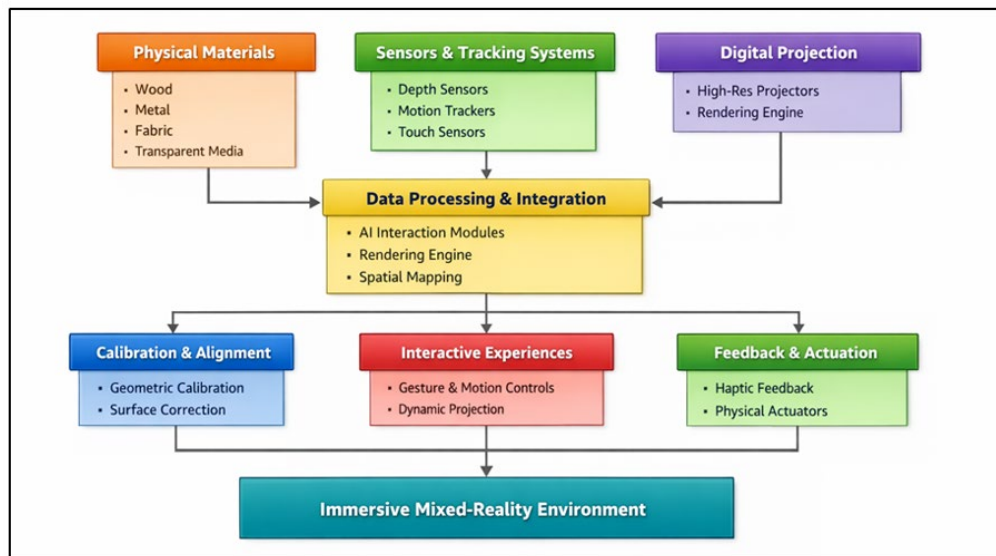 Physical Materials
• Wood
• Metal
• Fabric
• Transparent Media
Sensors & Tracking Systems
• Depth Sensors
• Motion Trackers
• Touch Sensors
Digital Projection
• High-Res Projectors
• Rendering Engine
Data Processing & Integration
• AI Interaction Modules
• Rendering Engine
• Spatial Mapping
Calibration & Alignment
• Geometric Calibration
• Surface Correction
Interactive Experiences
• Gesture & Motion Controls
• Dynamic Projection
Feedback & Actuation
• Haptic Feedback
• Physical Actuators
Immersive Mixed-Reality Environment